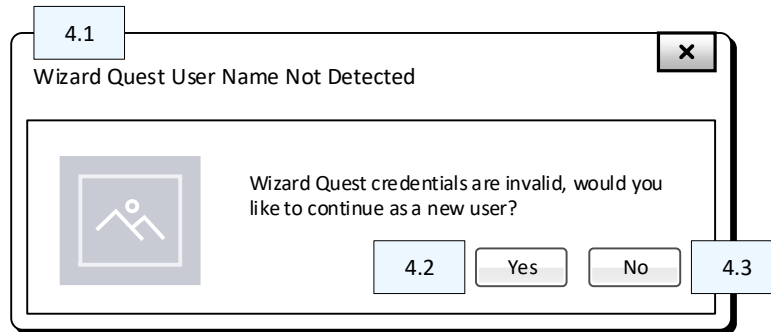 4.1
Wizard Quest User Name Not Detected
Wizard Quest credentials are invalid, would you
like to continue as a new user?
4.2
Yes
No
4.3